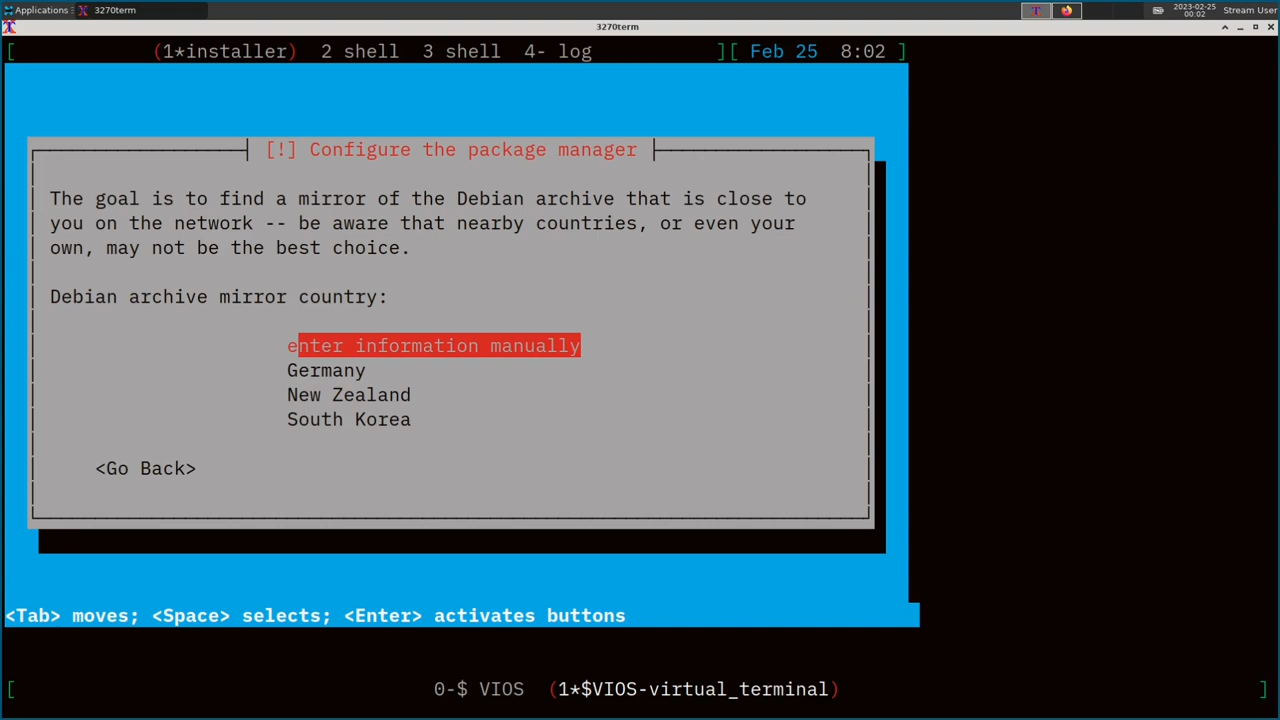 Applications 3270term 2023-02-25 Stream User
00:02
3270term
[ (1*installer) 2 shell 3 shell 4- log ][ Feb 25 8:02 ]
[!] Configure the package manager
The goal is to find a mirror of the Debian archive that is close to
you on the network -- be aware that nearby countries, or even your
own, may not be the best choice.
Debian archive mirror country:
enter information manually
Germany
New Zealand
South Korea
<Go Back>
<Tab> moves; <Space> selects; <Enter> activates buttons
[ 0-$ VIOS (1*$VIOS-virtual_terminal) ]